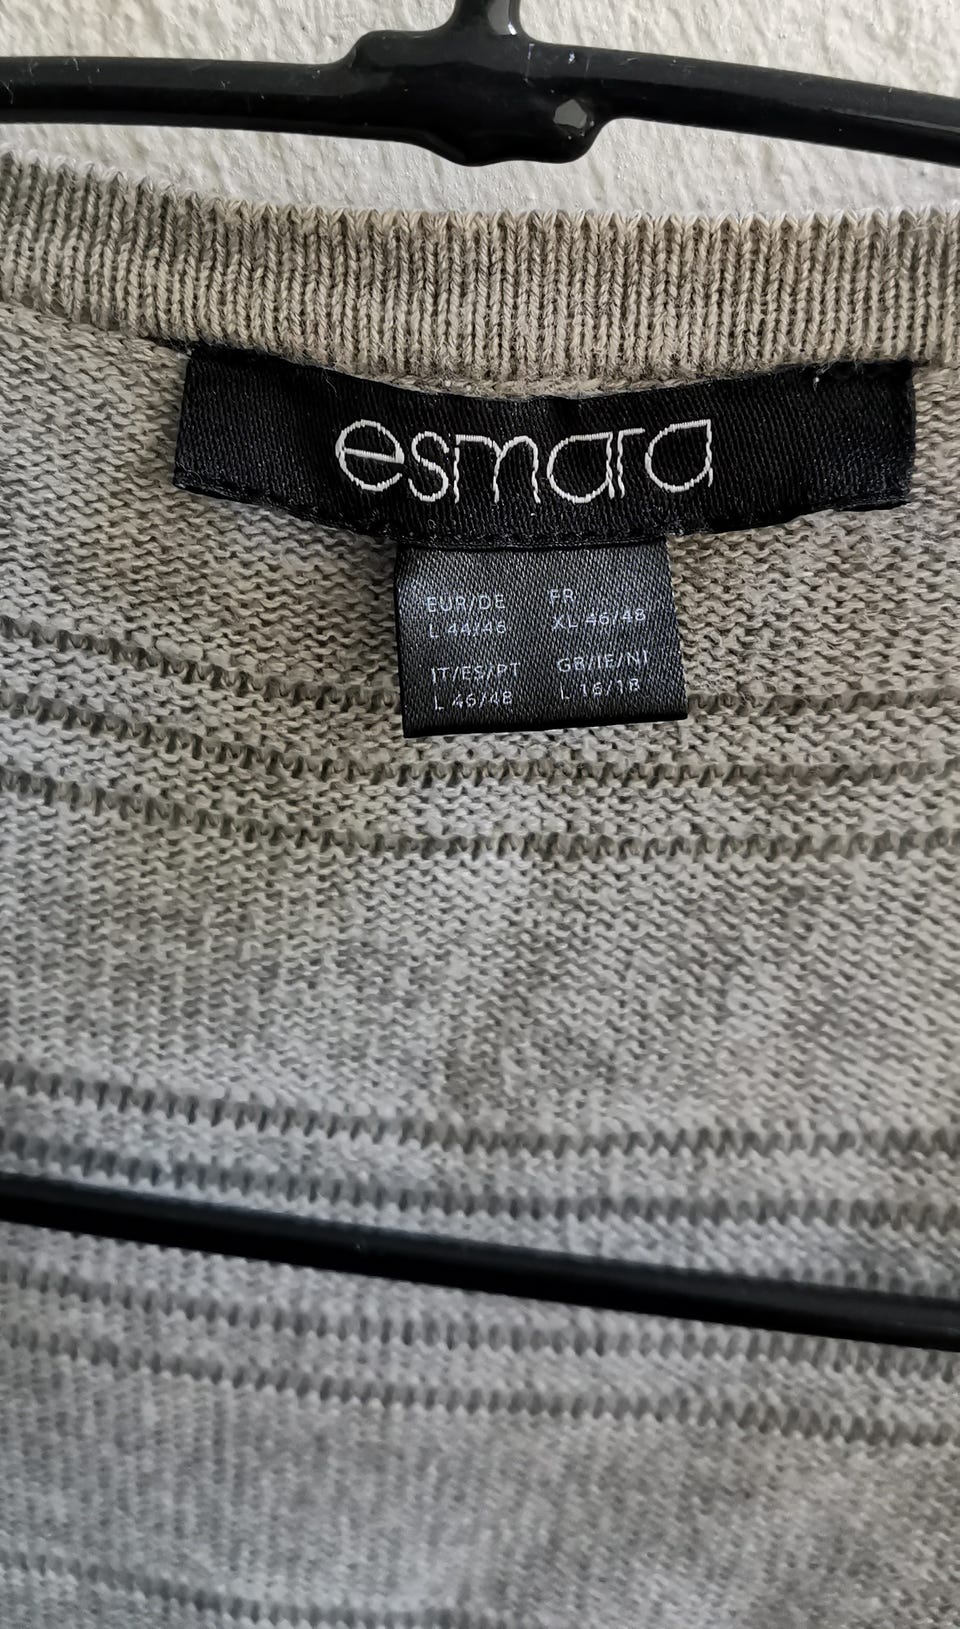 esmara
EUR/DE FR
L 44/46 XL 46/48
IT/ES/PT GB/IE/NI
L 46/48 L 16/18